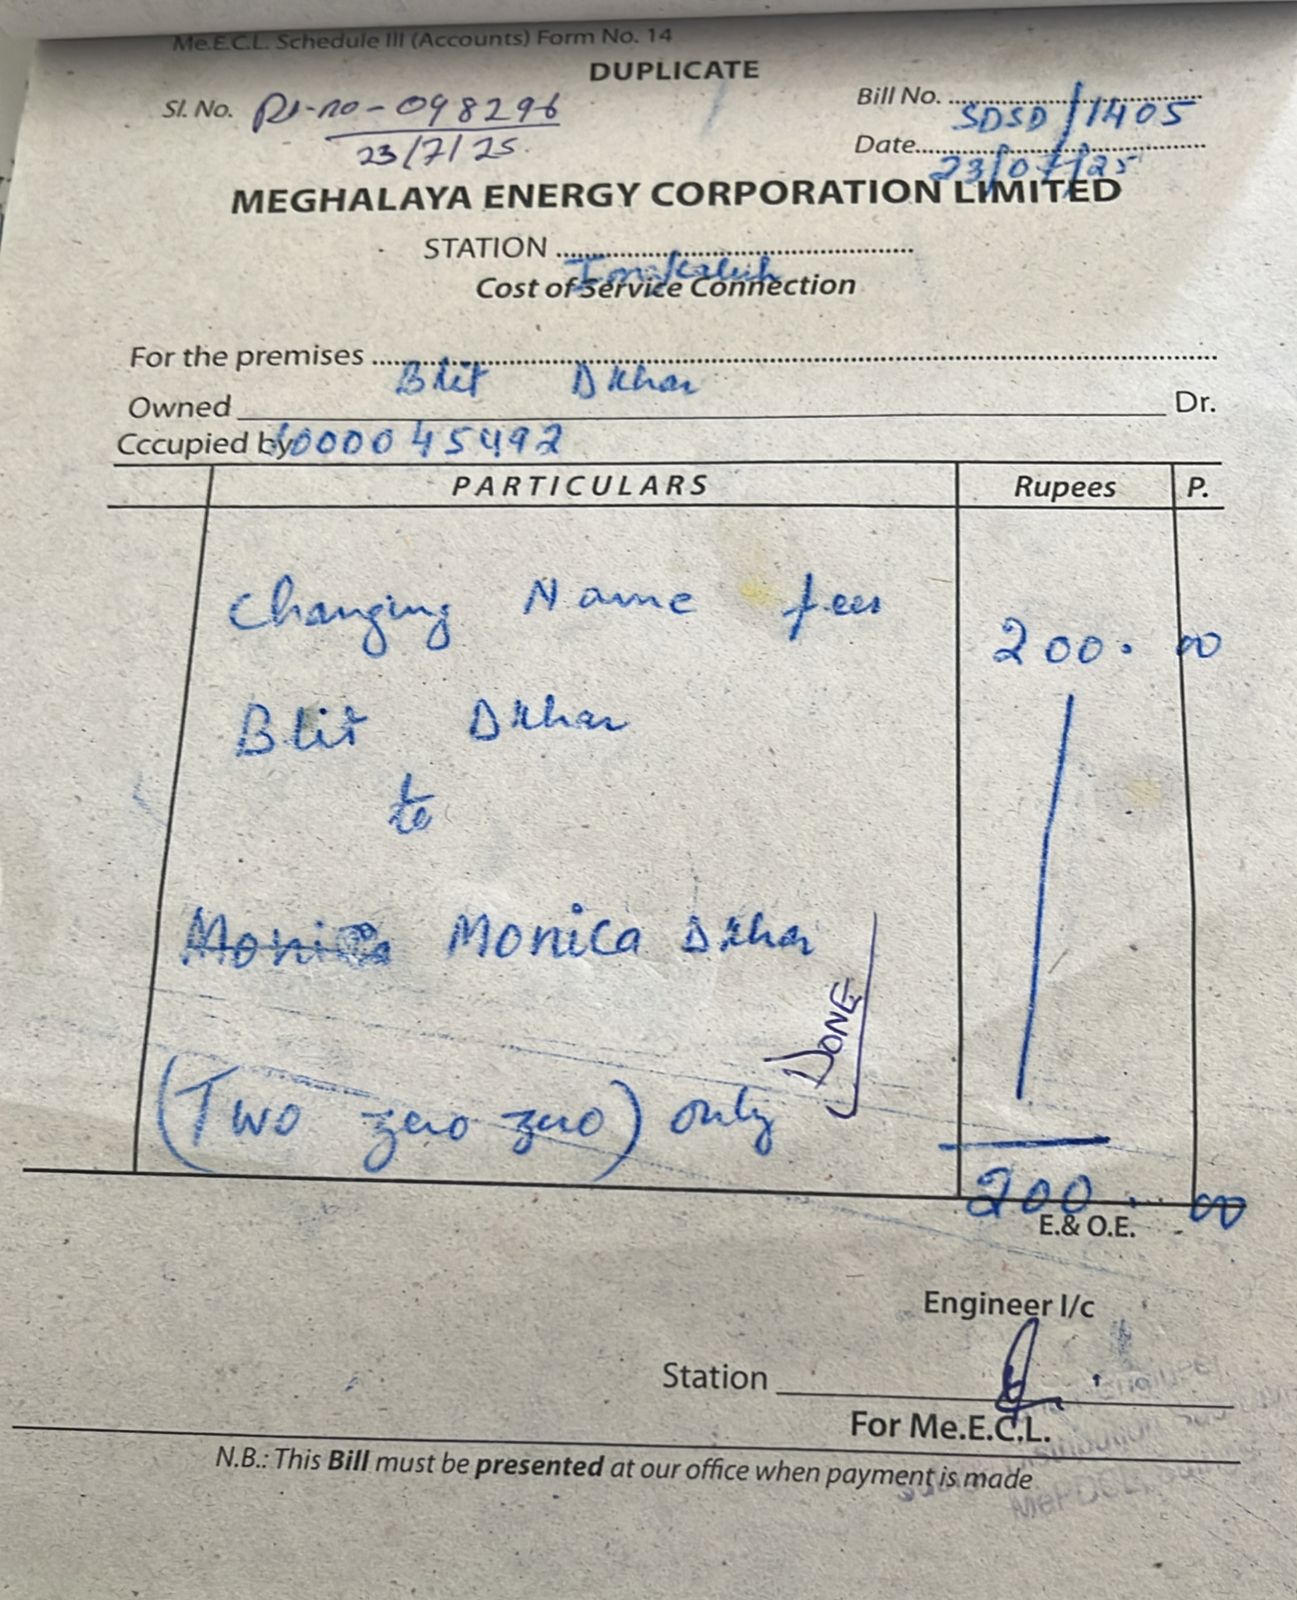 Me.E.C.L. Schedule III (Accounts) Form No. 14
DUPLICATE
Sl. No. Rt-no-098296
23/7/25.
Bill No. SDSD/1405
Date 23/07/25
MEGHALAYA ENERGY CORPORATION LIMITED
STATION
Cost of Service Connection
For the premises
Blit Dkhar
Owned Dr.
Cccupied by 10000 45492
PARTICULARS Rupees P.
Changing Name fees 200. 00
Blit Dkhar
to
Monica Dkhar
DONE
(Two zero zero) only
200 00
E.& O.E.
Engineer I/c
Station
For Me.E.C.L.
N.B.: This Bill must be presented at our office when payment is made